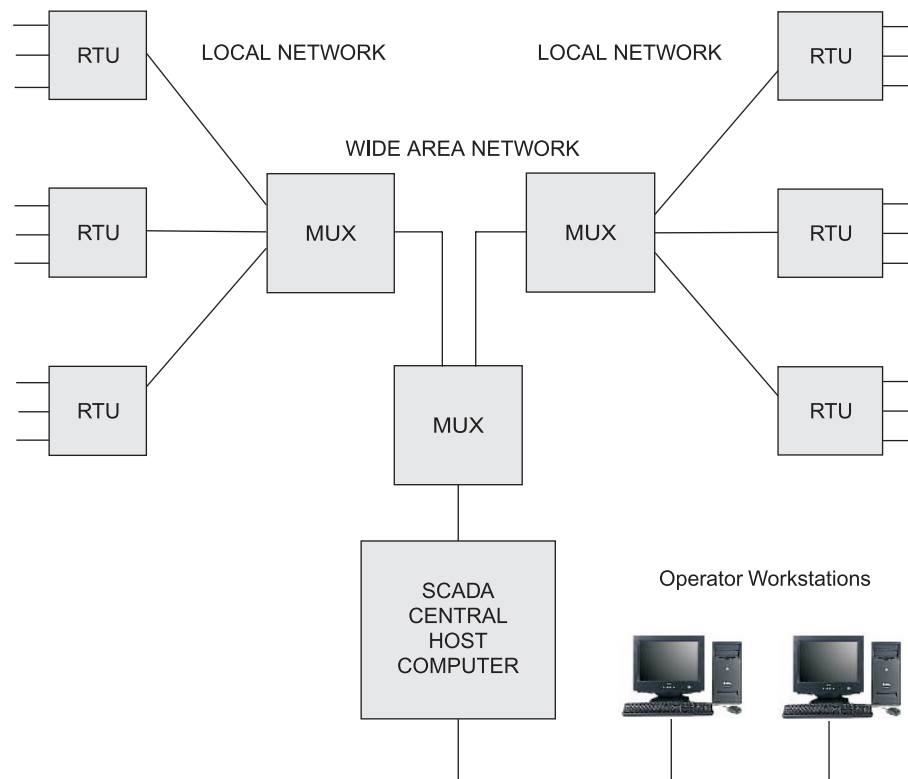 RTU
LOCAL NETWORK
LOCAL NETWORK
RTU
WIDE AREA NETWORK
RTU
MUX
MUX
RTU
RTU
MUX
RTU
SCADA
CENTRAL
HOST
COMPUTER
Operator Workstations